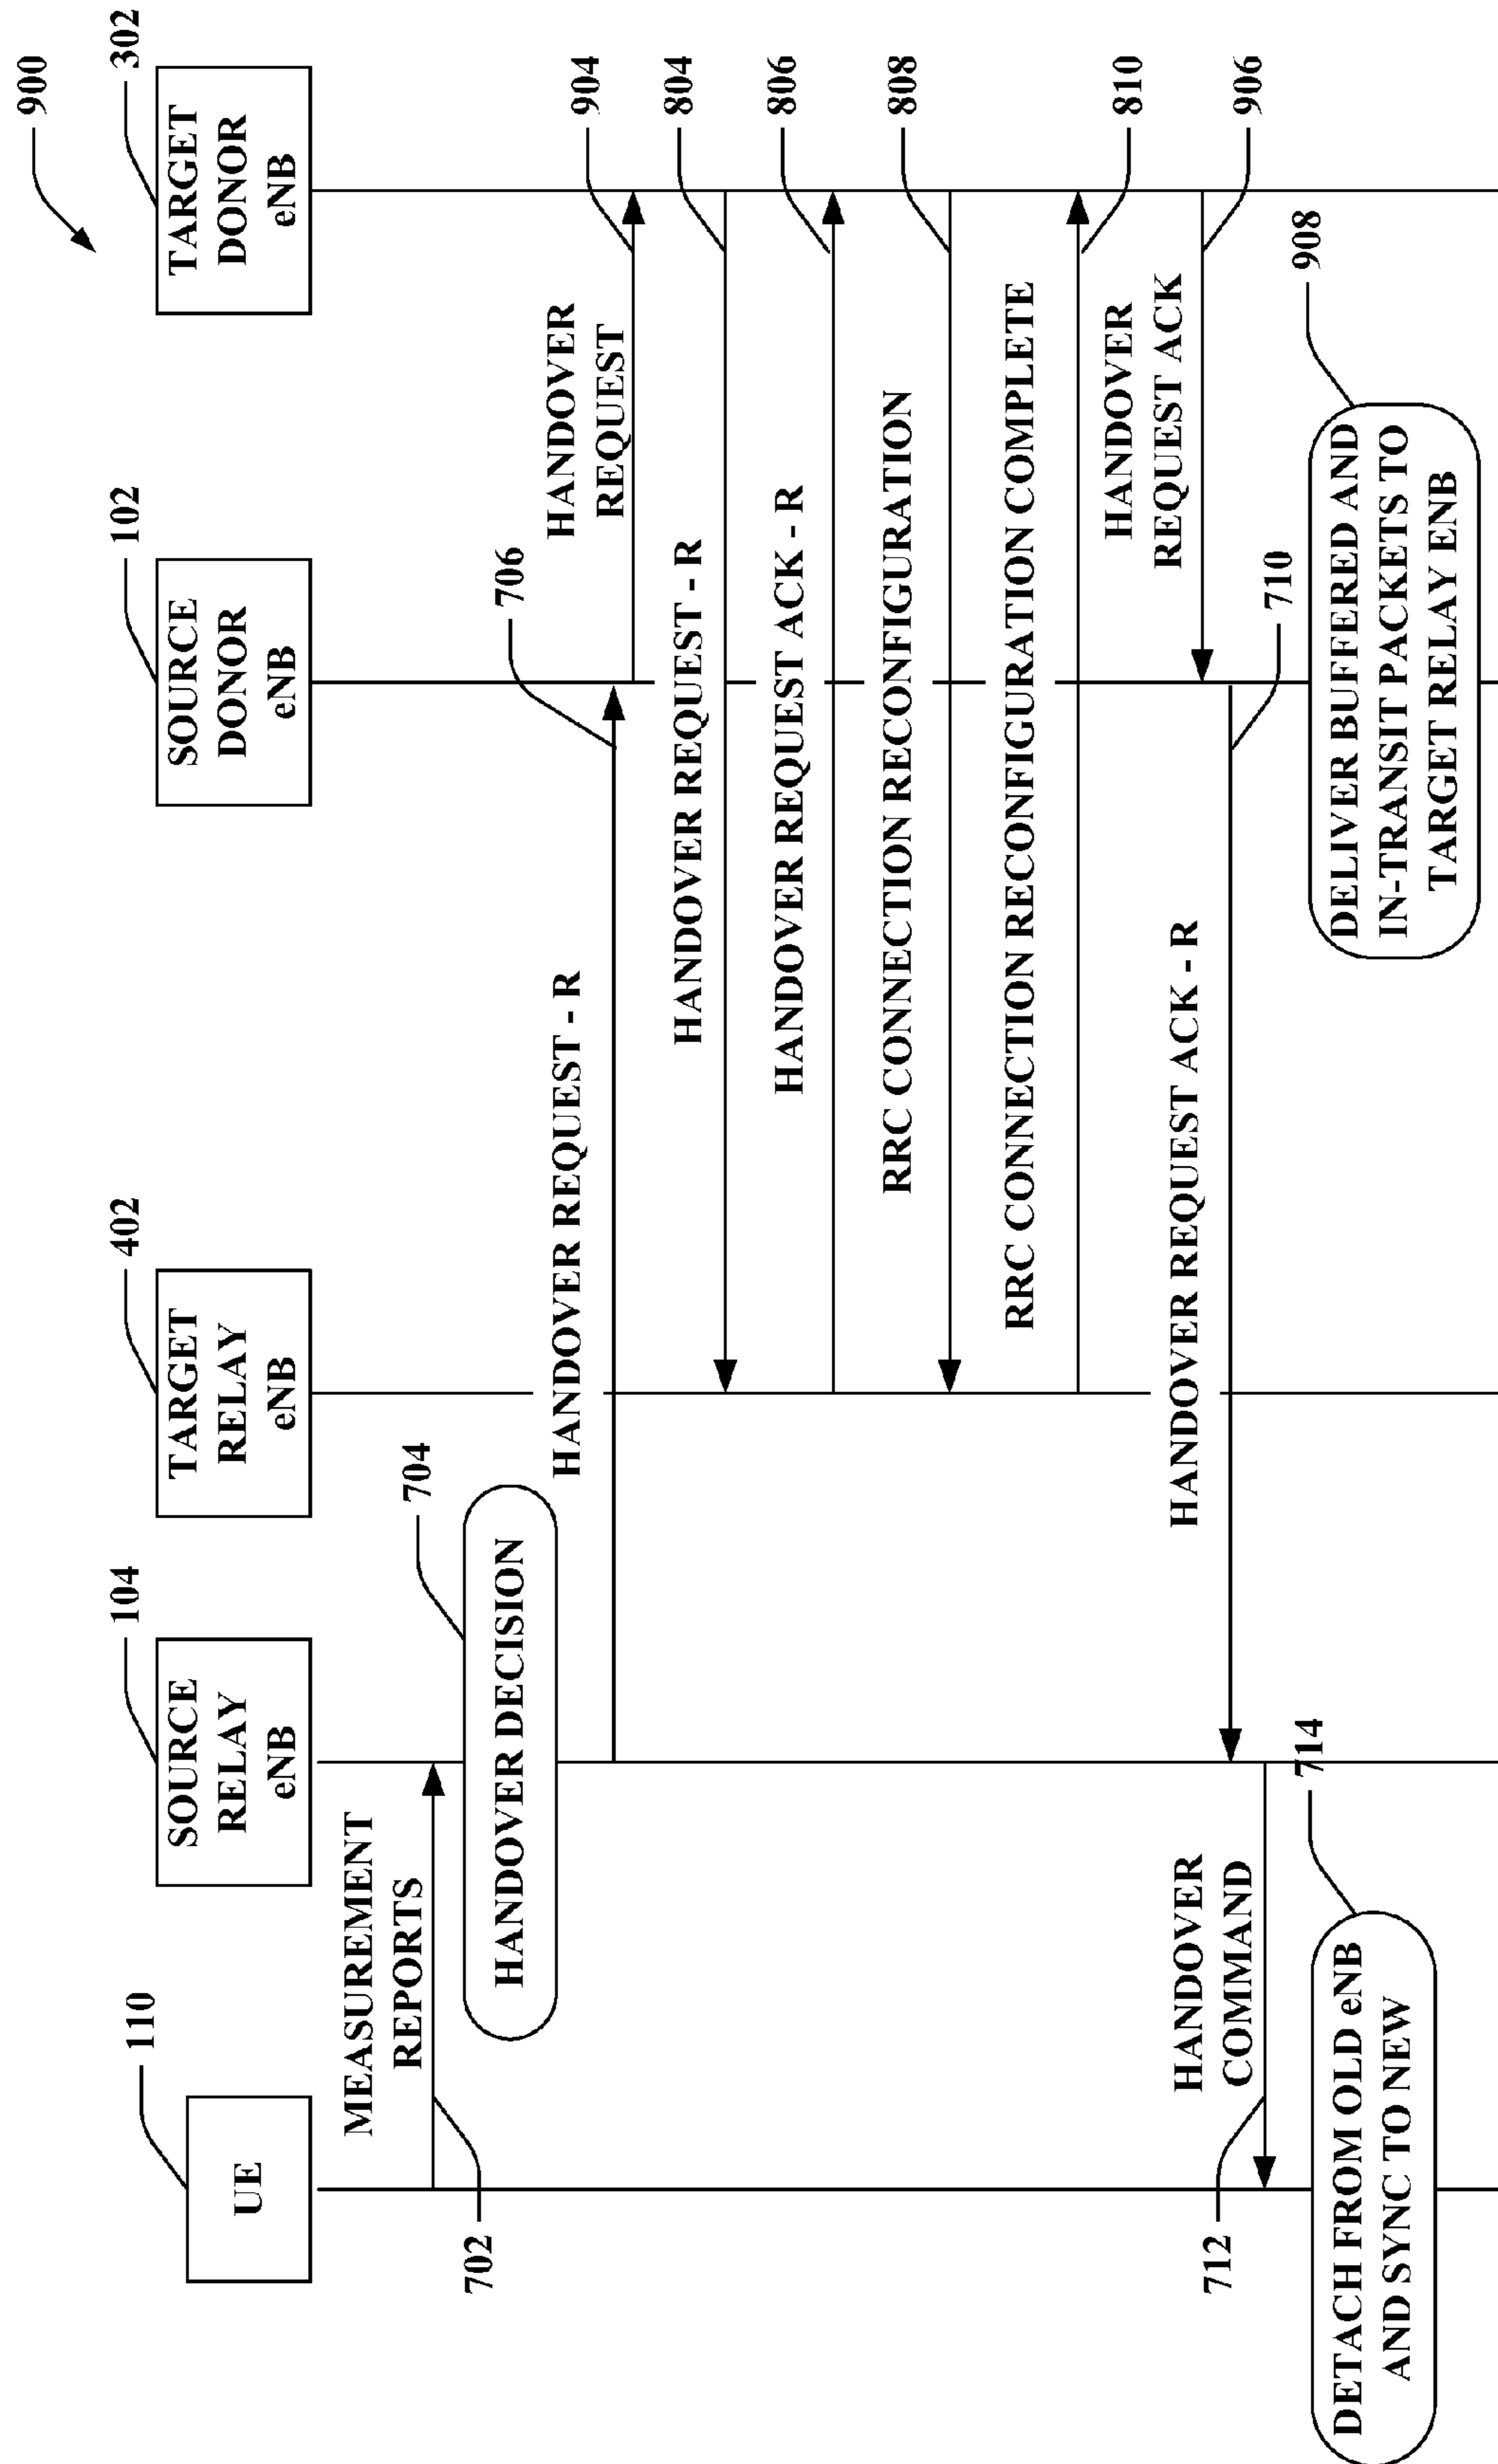 900
110
104
402
102
302
UE
SOURCE
RELAY
eNB
TARGET
RELAY
eNB
SOURCE
DONOR
eNB
TARGET
DONOR
eNB
MEASUREMENT
REPORTS
702
704
HANDOVER DECISION
706
HANDOVER REQUEST - R
HANDOVER
REQUEST
904
HANDOVER REQUEST - R
804
HANDOVER REQUEST ACK - R
806
RRC CONNECTION RECONFIGURATION
808
RRC CONNECTION RECONFIGURATION COMPLETE
810
HANDOVER
REQUEST ACK
906
HANDOVER REQUEST ACK - R
710
HANDOVER
COMMAND
712
714
DETACH FROM OLD eNB
AND SYNC TO NEW
908
DELIVER BUFFERED AND
IN-TRANSIT PACKETS TO
TARGET RELAY ENB